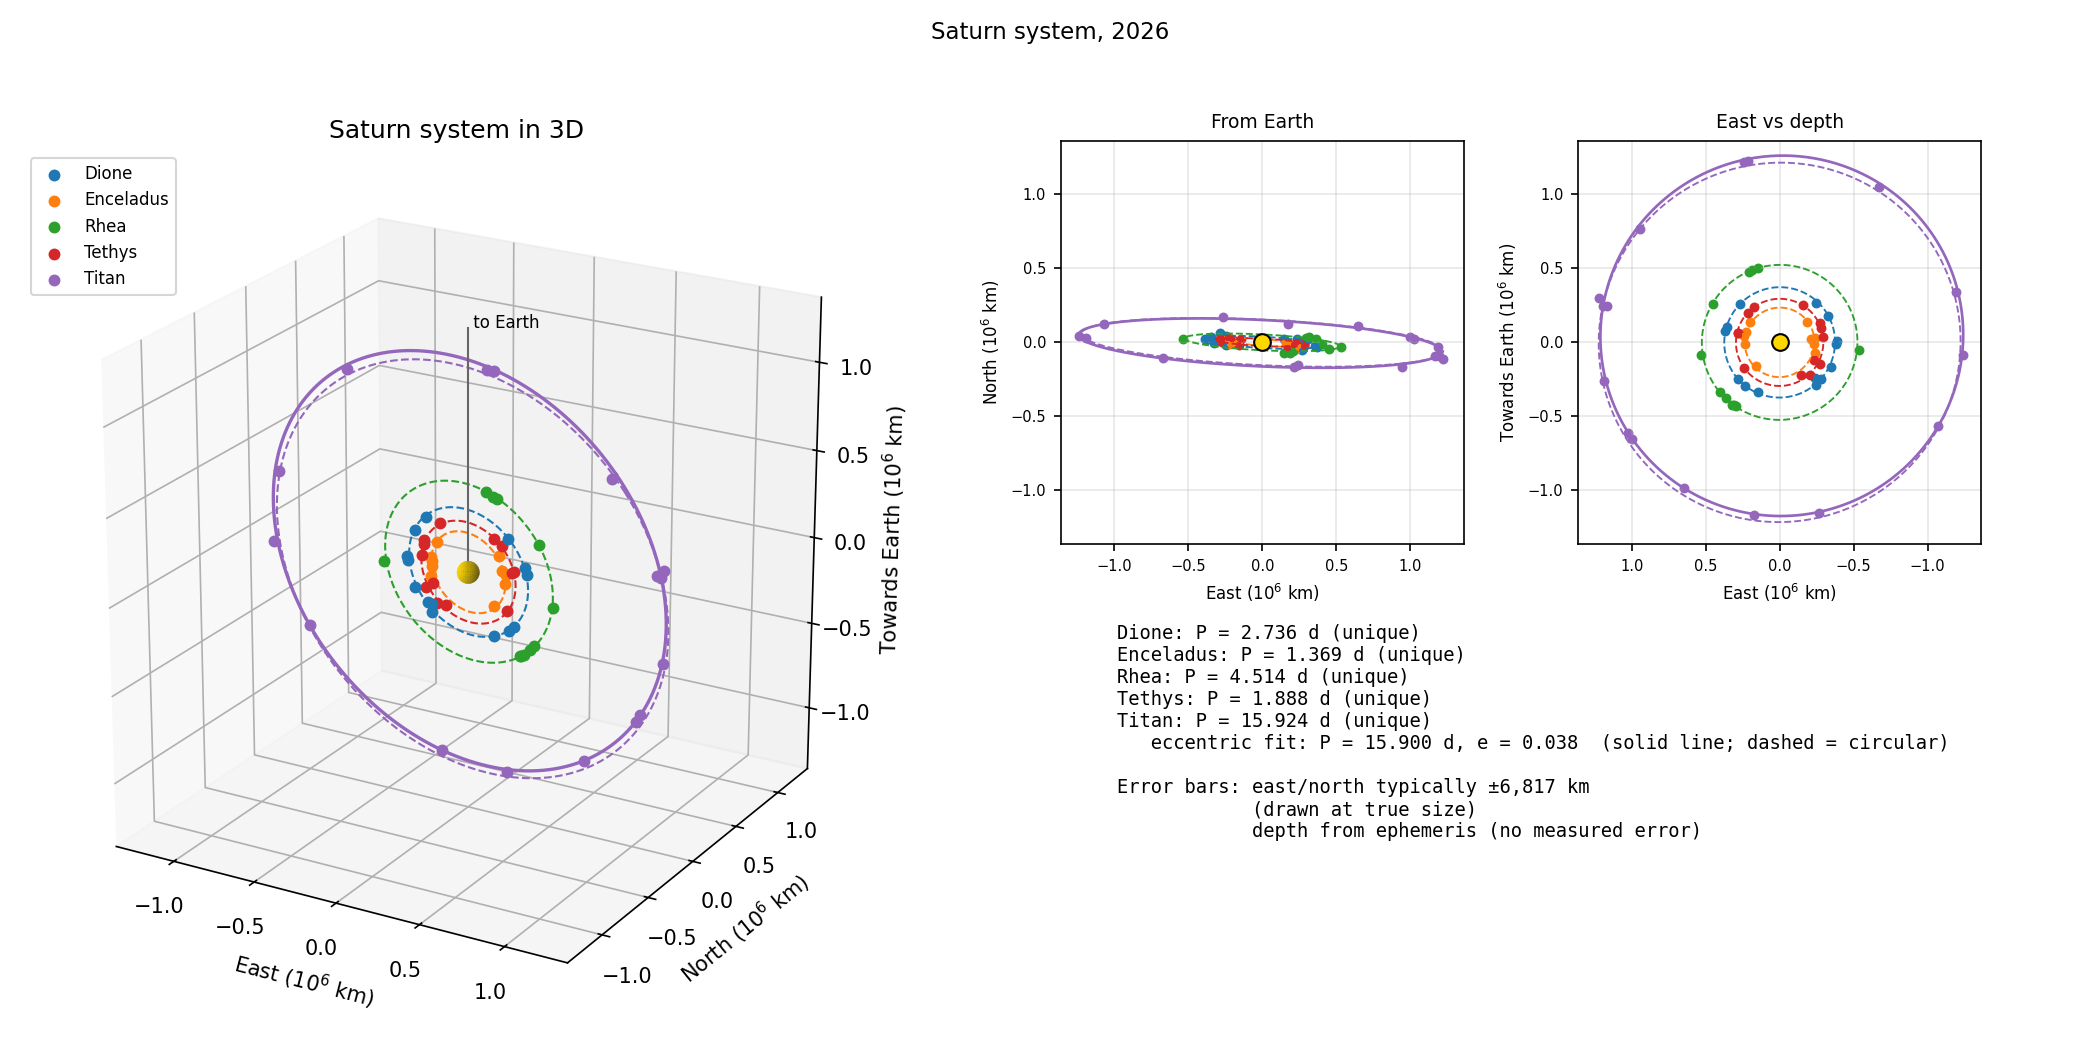 Saturn system, 2026
Saturn system in 3D
Dione
Enceladus
Rhea
Tethys
Titan
to Earth
1.0
0.5
0.0
−0.5
−1.0
Towards Earth (10⁶ km)
−1.0
−0.5
0.0
0.5
1.0
East (10⁶ km)
1.0
0.5
0.0
−0.5
−1.0
North (10⁶ km)
From Earth
1.0
0.5
0.0
−0.5
−1.0
North (10⁶ km)
−1.0 −0.5 0.0 0.5 1.0
East (10⁶ km)
East vs depth
1.0
0.5
0.0
−0.5
−1.0
Towards Earth (10⁶ km)
1.0 0.5 0.0 −0.5 −1.0
East (10⁶ km)
Dione: P = 2.736 d (unique)
Enceladus: P = 1.369 d (unique)
Rhea: P = 4.514 d (unique)
Tethys: P = 1.888 d (unique)
Titan: P = 15.924 d (unique)
eccentric fit: P = 15.900 d, e = 0.038  (solid line; dashed = circular)
Error bars: east/north typically ±6,817 km
(drawn at true size)
depth from ephemeris (no measured error)